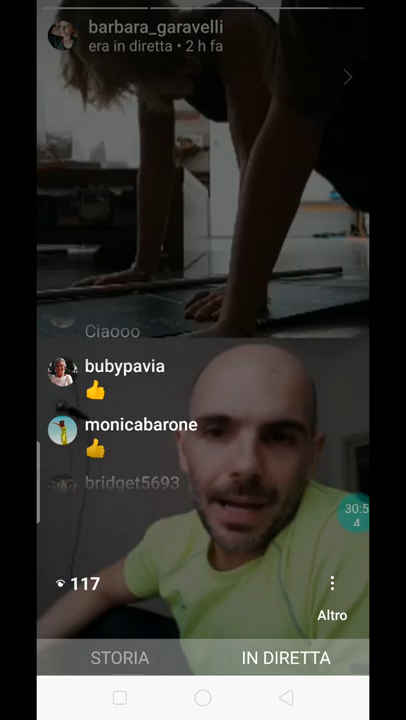 barbara_garavelli
era in diretta • 2 h fa
Ciaooo
bubypavia
👍
monicabarone
👍
bridget5693
30:5
4
117
Altro
STORIA
IN DIRETTA